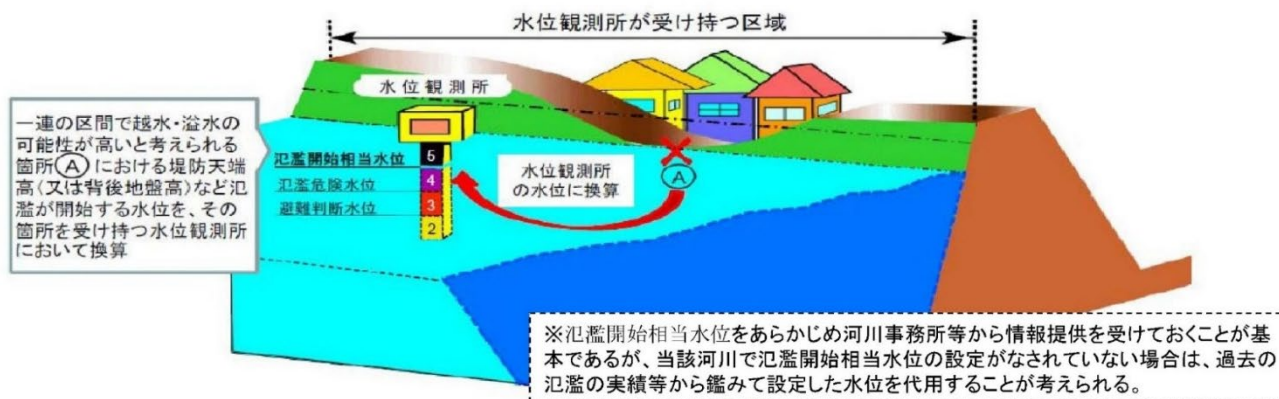 水位観測所が受け持つ区域
水位観測所
一連の区間で越水・溢水の
可能性が高いと考えられる
箇所Ⓐにおける堤防天端
高(又は背後地盤高)など氾
濫が開始する水位を、その
箇所を受け持つ水位観測所
において換算
氾濫開始相当水位
5
氾濫危険水位
4
避難判断水位
3
2
水位観測所
の水位に換算
A
※氾濫開始相当水位をあらかじめ河川事務所等から情報提供を受けておくことが基
本であるが、当該河川で氾濫開始相当水位の設定がなされていない場合は、過去の
氾濫の実績等から鑑みて設定した水位を代用することが考えられる。